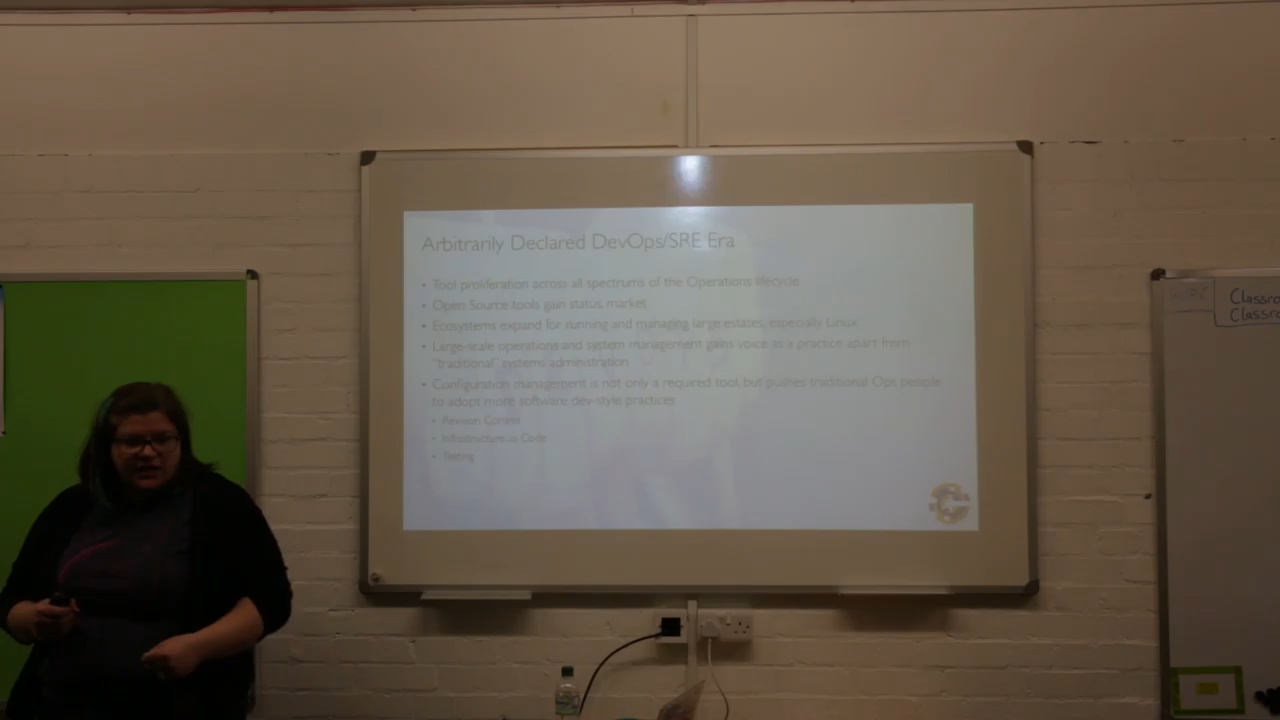 Arbitrarily Declared DevOps/SRE Era
• Tool proliferation across all spectrums of the Operations lifecycle
• Open Source tools gain status, market
• Ecosystems expand for running and managing large estates, especially Linux
• Large-scale operations and system management gains voice as a practice apart from
"traditional" systems administration
• Configuration management is not only a required tool but pushes traditional Ops people
to adopt more software dev-style practices
• Revision Control
• Infrastructure as Code
• Testing
Classro
Classro